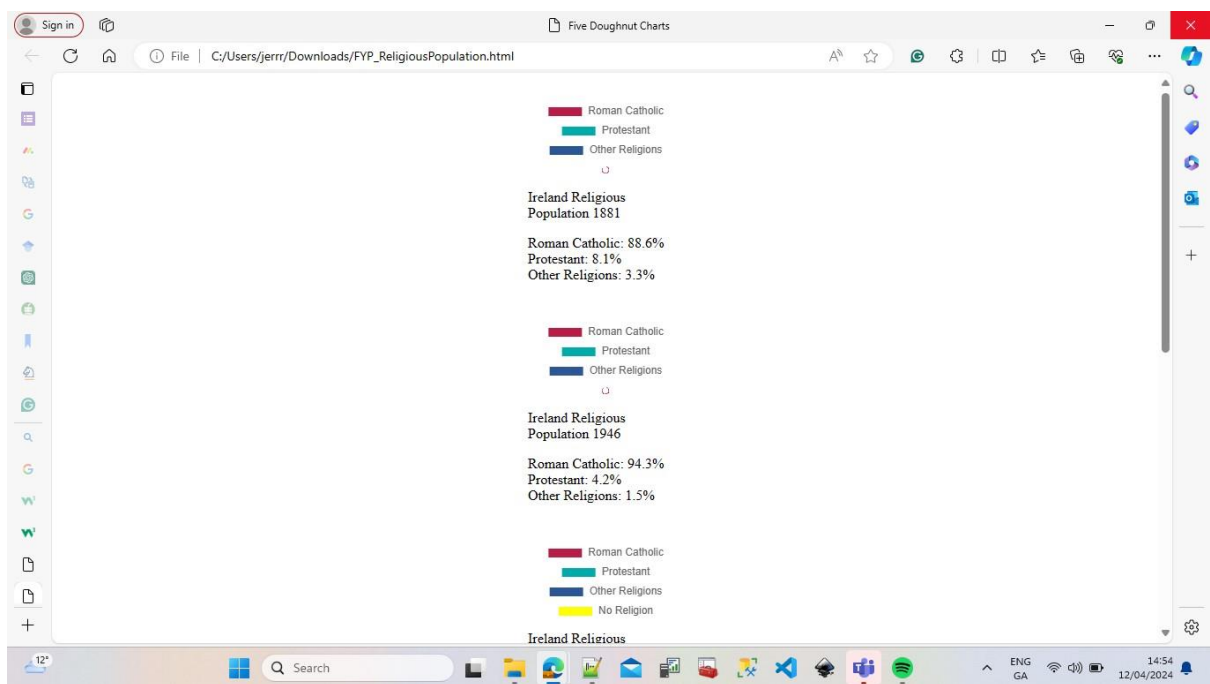 Sign in
Five Doughnut Charts
File
C:/Users/jerrr/Downloads/FYP_ReligiousPopulation.html
Roman Catholic
Protestant
Other Religions
Ireland Religious
Population 1881
Roman Catholic: 88.6%
Protestant: 8.1%
Other Religions: 3.3%
Roman Catholic
Protestant
Other Religions
Ireland Religious
Population 1946
Roman Catholic: 94.3%
Protestant: 4.2%
Other Religions: 1.5%
Roman Catholic
Protestant
Other Religions
No Religion
Ireland Religious
12°
Search
ENG
GA
14:54
12/04/2024